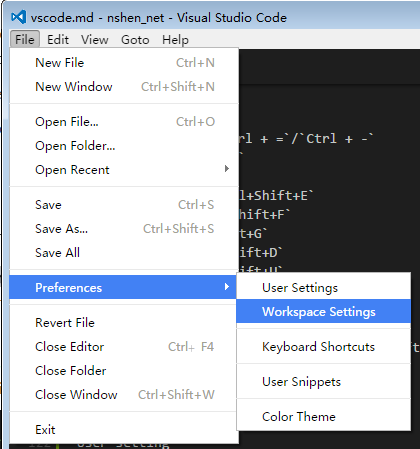 vscode.md - nshen_net - Visual Studio Code
File Edit View Goto Help
New File Ctrl+N
New Window Ctrl+Shift+N
Open File... Ctrl+O
rl + =`/`Ctrl + -`
Open Folder...
Open Recent
l+Shift+E`
Save Ctrl+S
hift+F`
Save As... Ctrl+Shift+S
ft+G`
Save All
ift+D`
Preferences
User Settings
Workspace Settings
Revert File
Close Editor Ctrl+ F4
Keyboard Shortcuts
Close Folder
User Snippets
Close Window Ctrl+Shift+W
Color Theme
Exit